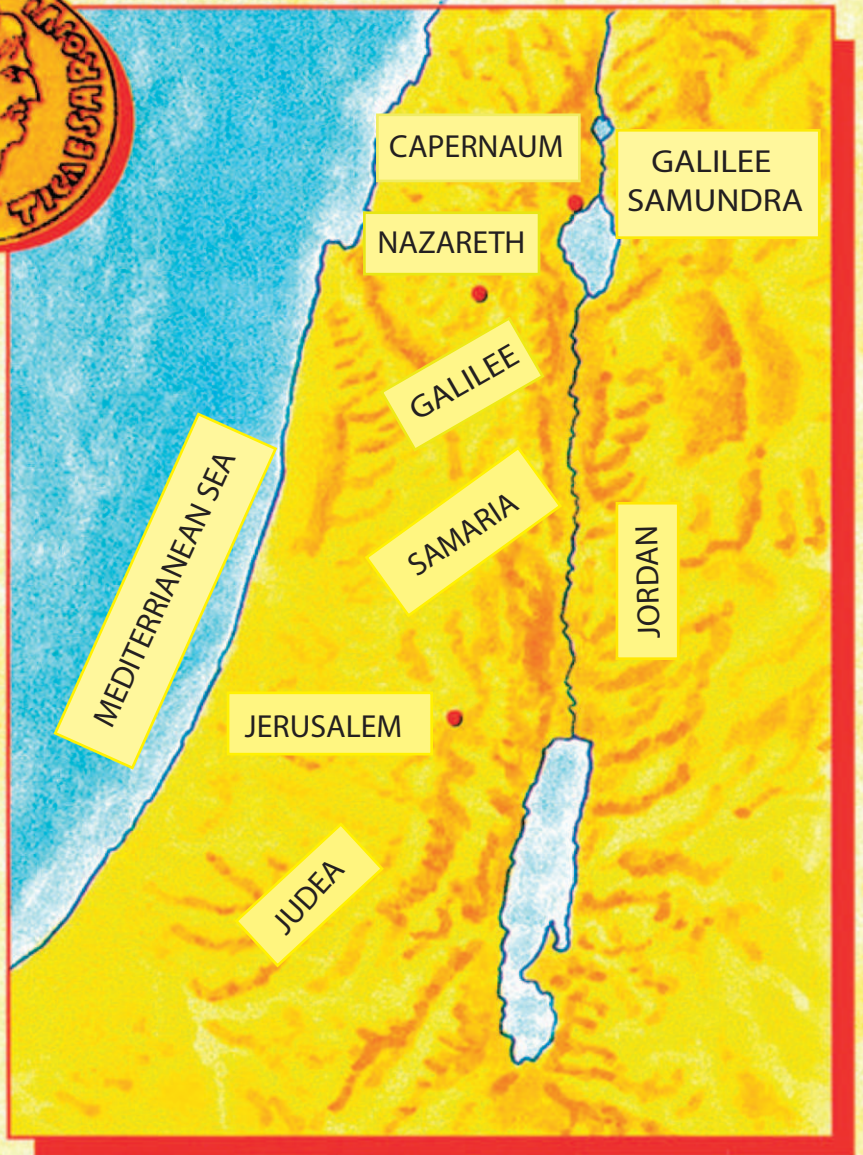 CAPERNAUM
GALILEE
SAMUNDRA
NAZARETH
GALILEE
MEDITERRIANEAN SEA
SAMARIA
JORDAN
JERUSALEM
JUDEA